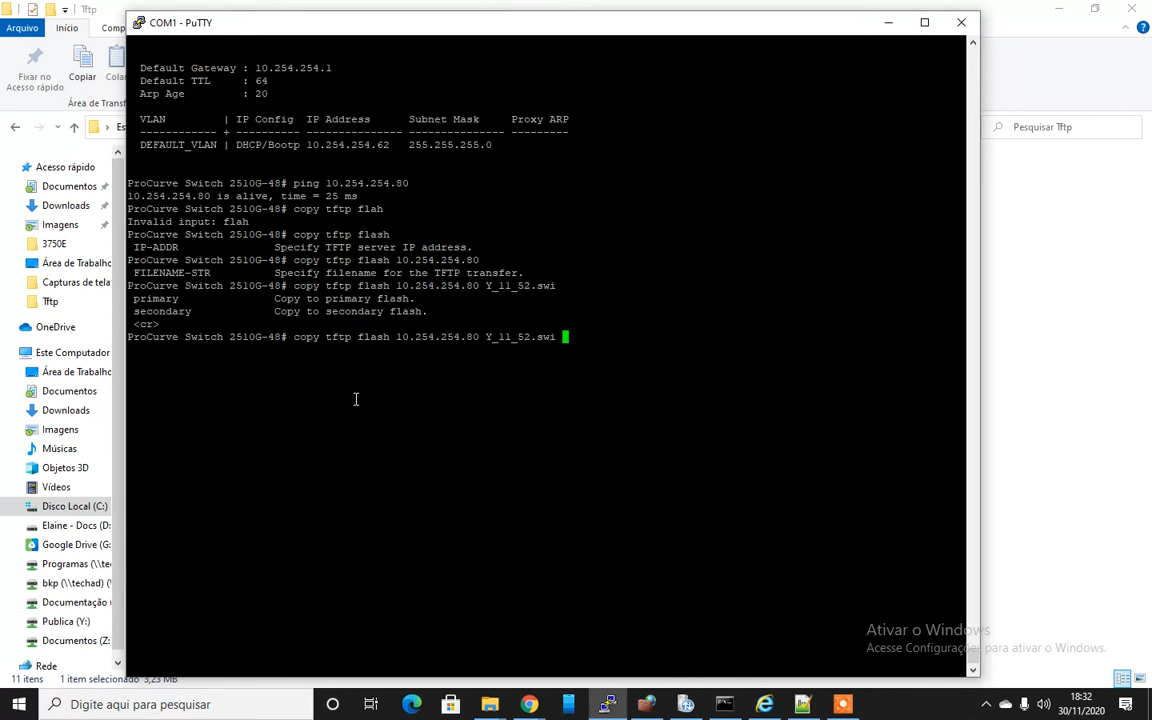 Tftp
COM1 - PuTTY
Arquivo
Início
Comp
Fixar no
Acesso rápido
Copiar
Colar
Área de Transf
Es
Pesquisar Tftp
Acesso rápido
Documentos
Downloads
Imagens
3750E
Área de Trabalho
Capturas de tela
Tftp
OneDrive
Este Computador
Área de Trabalho
Documentos
Downloads
Imagens
Músicas
Objetos 3D
Vídeos
Disco Local (C:)
Elaine - Docs (D:
Google Drive (G:
Programas (\\tec
bkp (\\techad) (\
Documentação
Publica (Y:)
Documentos (Z:
Rede
11 itens
1 item selecionado 3,23 MB
Default Gateway : 10.254.254.1
Default TTL : 64
Arp Age : 20
VLAN | IP Config IP Address Subnet Mask Proxy ARP
------------ + ---------- --------------- --------------- ---------
DEFAULT_VLAN | DHCP/Bootp 10.254.254.62 255.255.255.0
ProCurve Switch 2510G-48# ping 10.254.254.80
10.254.254.80 is alive, time = 25 ms
ProCurve Switch 2510G-48# copy tftp flah
Invalid input: flah
ProCurve Switch 2510G-48# copy tftp flash
IP-ADDR Specify TFTP server IP address.
ProCurve Switch 2510G-48# copy tftp flash 10.254.254.80
FILENAME-STR Specify filename for the TFTP transfer.
ProCurve Switch 2510G-48# copy tftp flash 10.254.254.80 Y_11_52.swi
primary Copy to primary flash.
secondary Copy to secondary flash.
<cr>
ProCurve Switch 2510G-48# copy tftp flash 10.254.254.80 Y_11_52.swi
Ativar o Windows
Acesse Configurações para ativar o Windows.
Digite aqui para pesquisar
18:32
30/11/2020